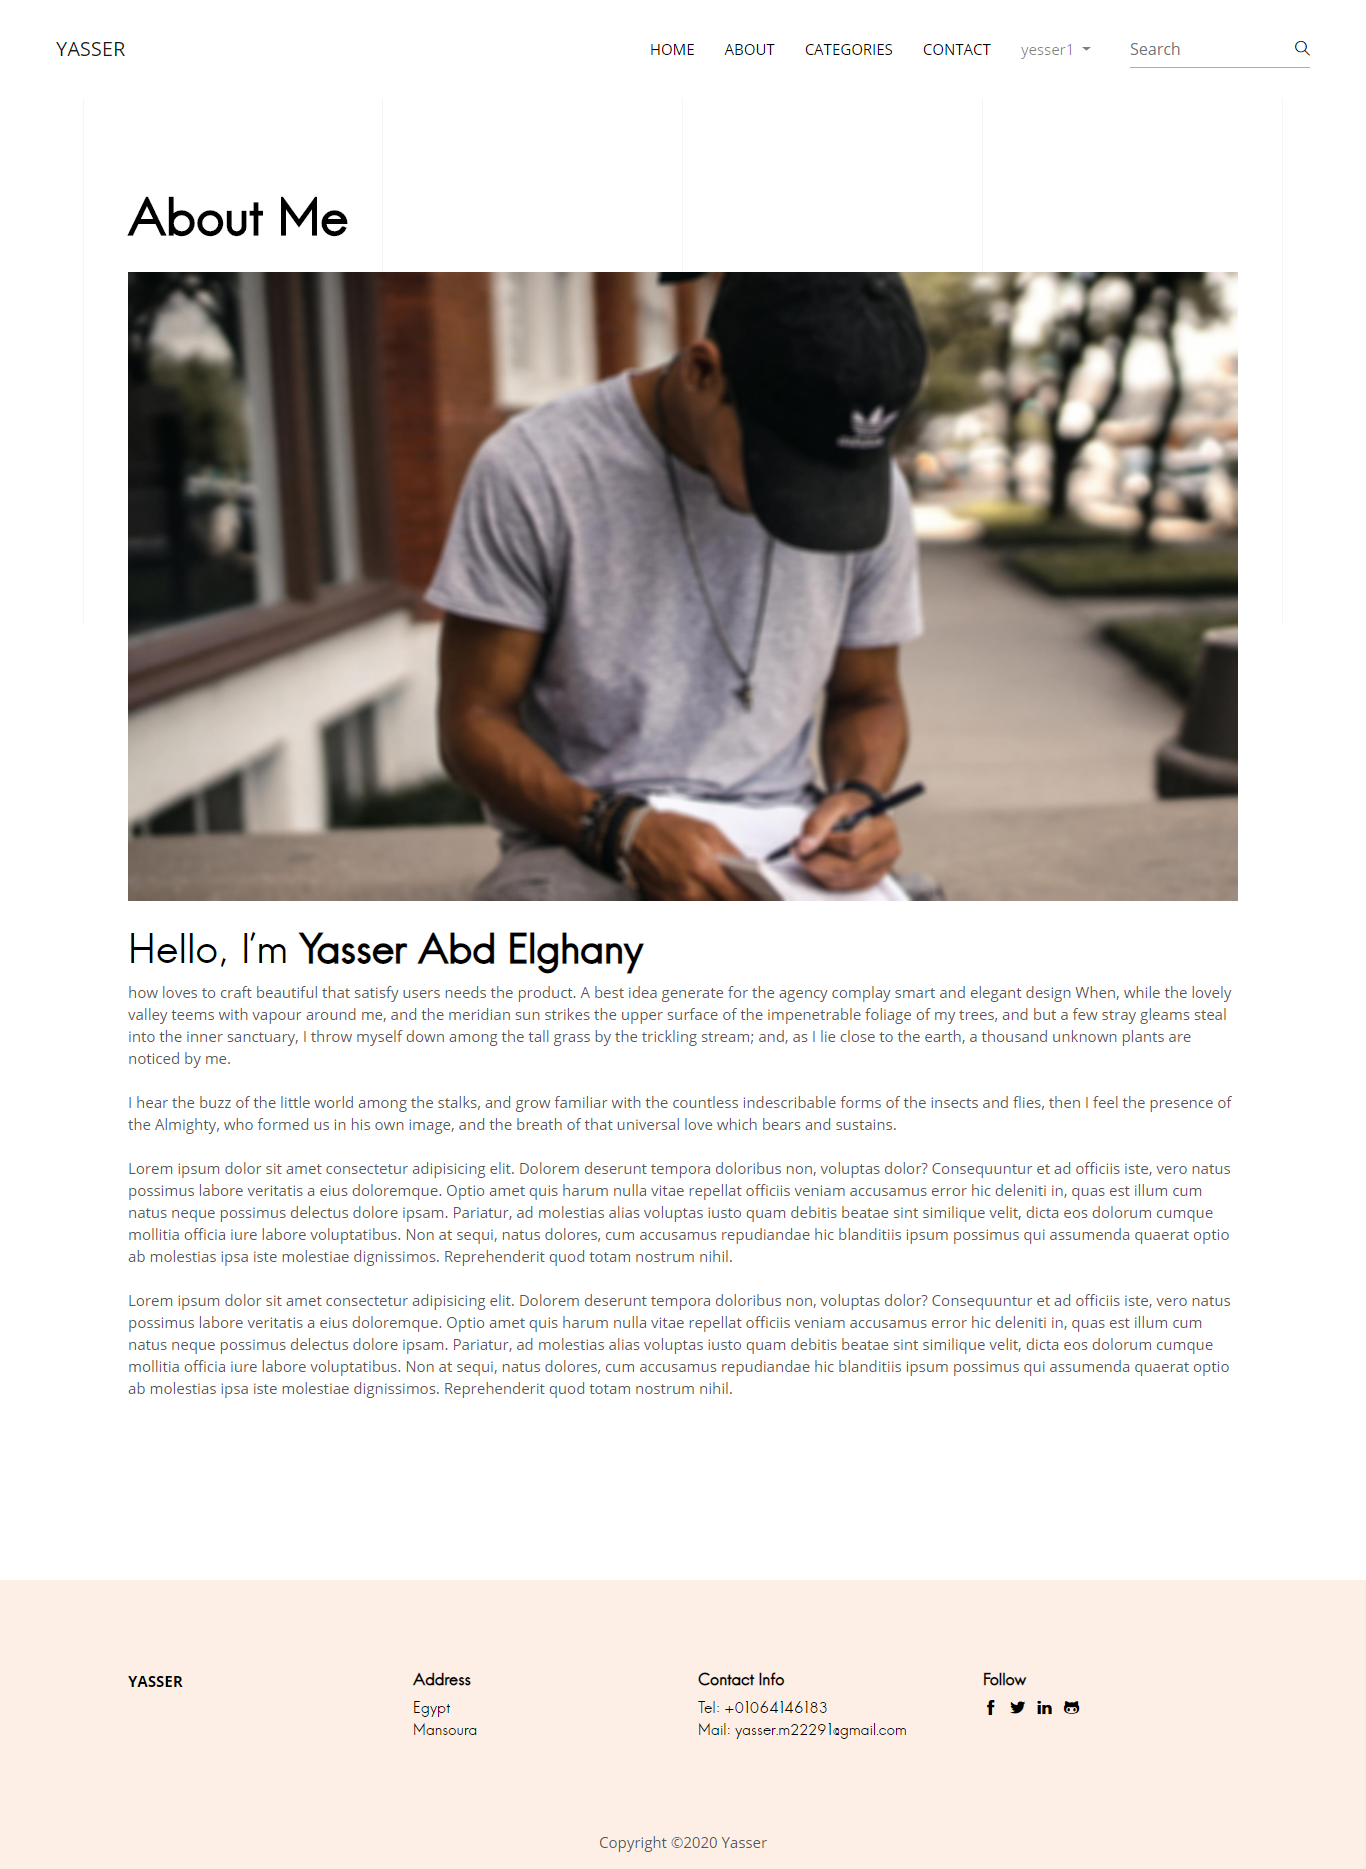 YASSER
HOME ABOUT CATEGORIES CONTACT yesser1 Search
About Me
Hello, I'm Yasser Abd Elghany
how loves to craft beautiful that satisfy users needs the product. A best idea generate for the agency complay smart and elegant design When, while the lovely
valley teems with vapour around me, and the meridian sun strikes the upper surface of the impenetrable foliage of my trees, and but a few stray gleams steal
into the inner sanctuary, I throw myself down among the tall grass by the trickling stream; and, as I lie close to the earth, a thousand unknown plants are
noticed by me.
I hear the buzz of the little world among the stalks, and grow familiar with the countless indescribable forms of the insects and flies, then I feel the presence of
the Almighty, who formed us in his own image, and the breath of that universal love which bears and sustains.
Lorem ipsum dolor sit amet consectetur adipisicing elit. Dolorem deserunt tempora doloribus non, voluptas dolor? Consequuntur et ad officiis iste, vero natus
possimus labore veritatis a eius doloremque. Optio amet quis harum nulla vitae repellat officiis veniam accusamus error hic deleniti in, quas est illum cum
natus neque possimus delectus dolore ipsam. Pariatur, ad molestias alias voluptas iusto quam debitis beatae sint similique velit, dicta eos dolorum cumque
mollitia officia iure labore voluptatibus. Non at sequi, natus dolores, cum accusamus repudiandae hic blanditiis ipsum possimus qui assumenda quaerat optio
ab molestias ipsa iste molestiae dignissimos. Reprehenderit quod totam nostrum nihil.
Lorem ipsum dolor sit amet consectetur adipisicing elit. Dolorem deserunt tempora doloribus non, voluptas dolor? Consequuntur et ad officiis iste, vero natus
possimus labore veritatis a eius doloremque. Optio amet quis harum nulla vitae repellat officiis veniam accusamus error hic deleniti in, quas est illum cum
natus neque possimus delectus dolore ipsam. Pariatur, ad molestias alias voluptas iusto quam debitis beatae sint similique velit, dicta eos dolorum cumque
mollitia officia iure labore voluptatibus. Non at sequi, natus dolores, cum accusamus repudiandae hic blanditiis ipsum possimus qui assumenda quaerat optio
ab molestias ipsa iste molestiae dignissimos. Reprehenderit quod totam nostrum nihil.
YASSER
Address
Egypt
Mansoura
Contact Info
Tel: +01064146183
Mail: yasser.m22291@gmail.com
Follow
Copyright ©2020 Yasser